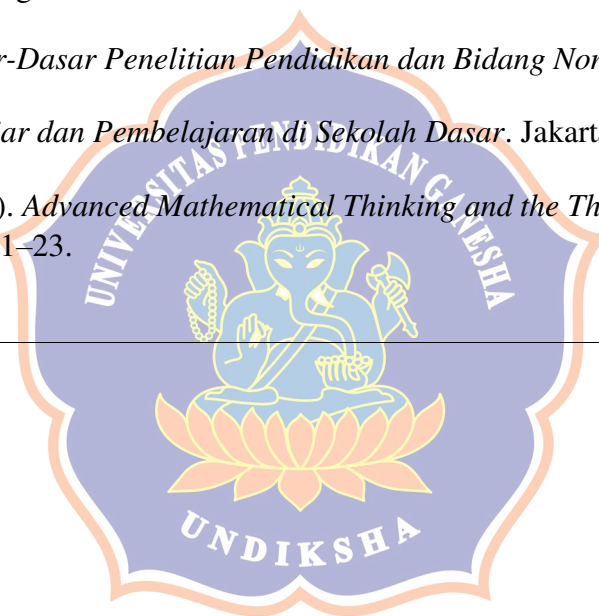 r-Dasar Penelitian Pendidikan dan Bidang Non
jar dan Pembelajaran di Sekolah Dasar. Jakarta
). Advanced Mathematical Thinking and the Th
1–23.
UNIVERSITAS PENDIDIKAN GANESHA
UNDIKSHA